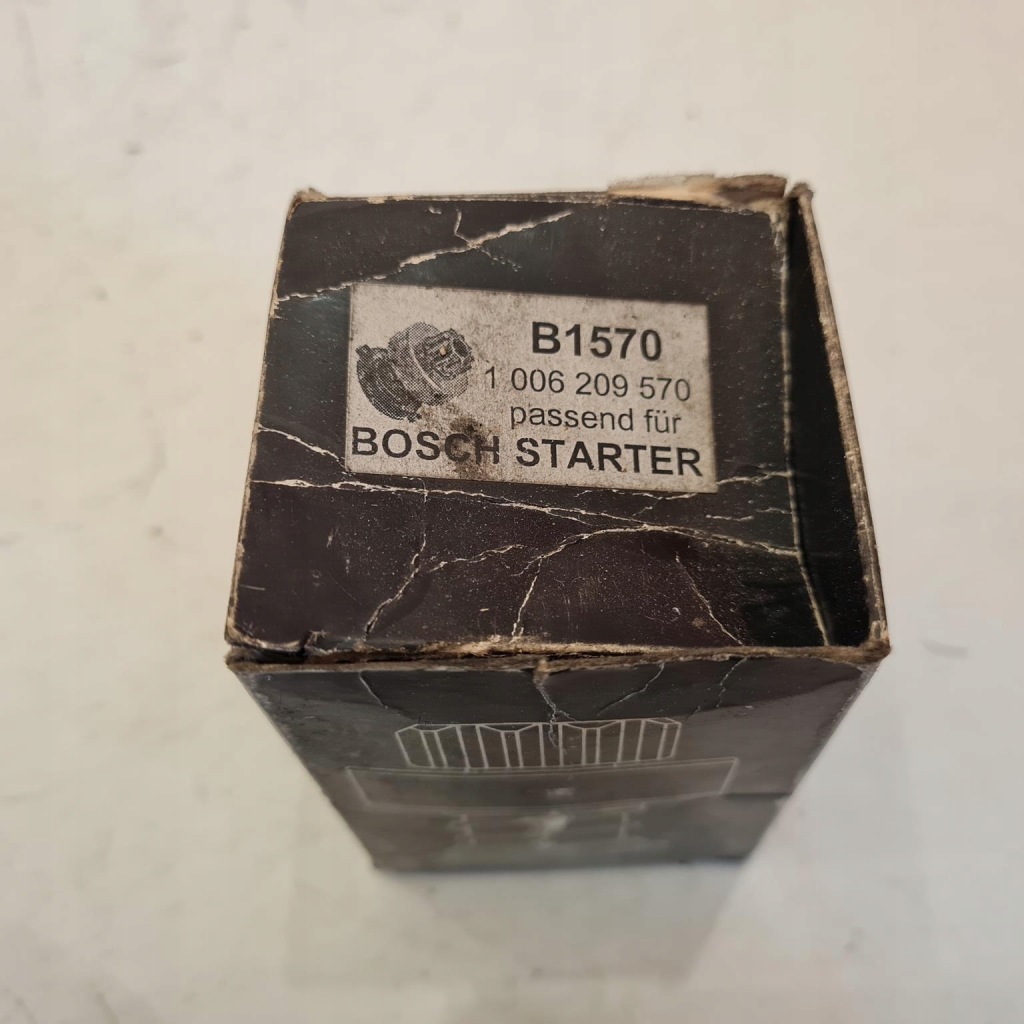 B1570
1 006 209 570
passend für
BOSCH STARTER